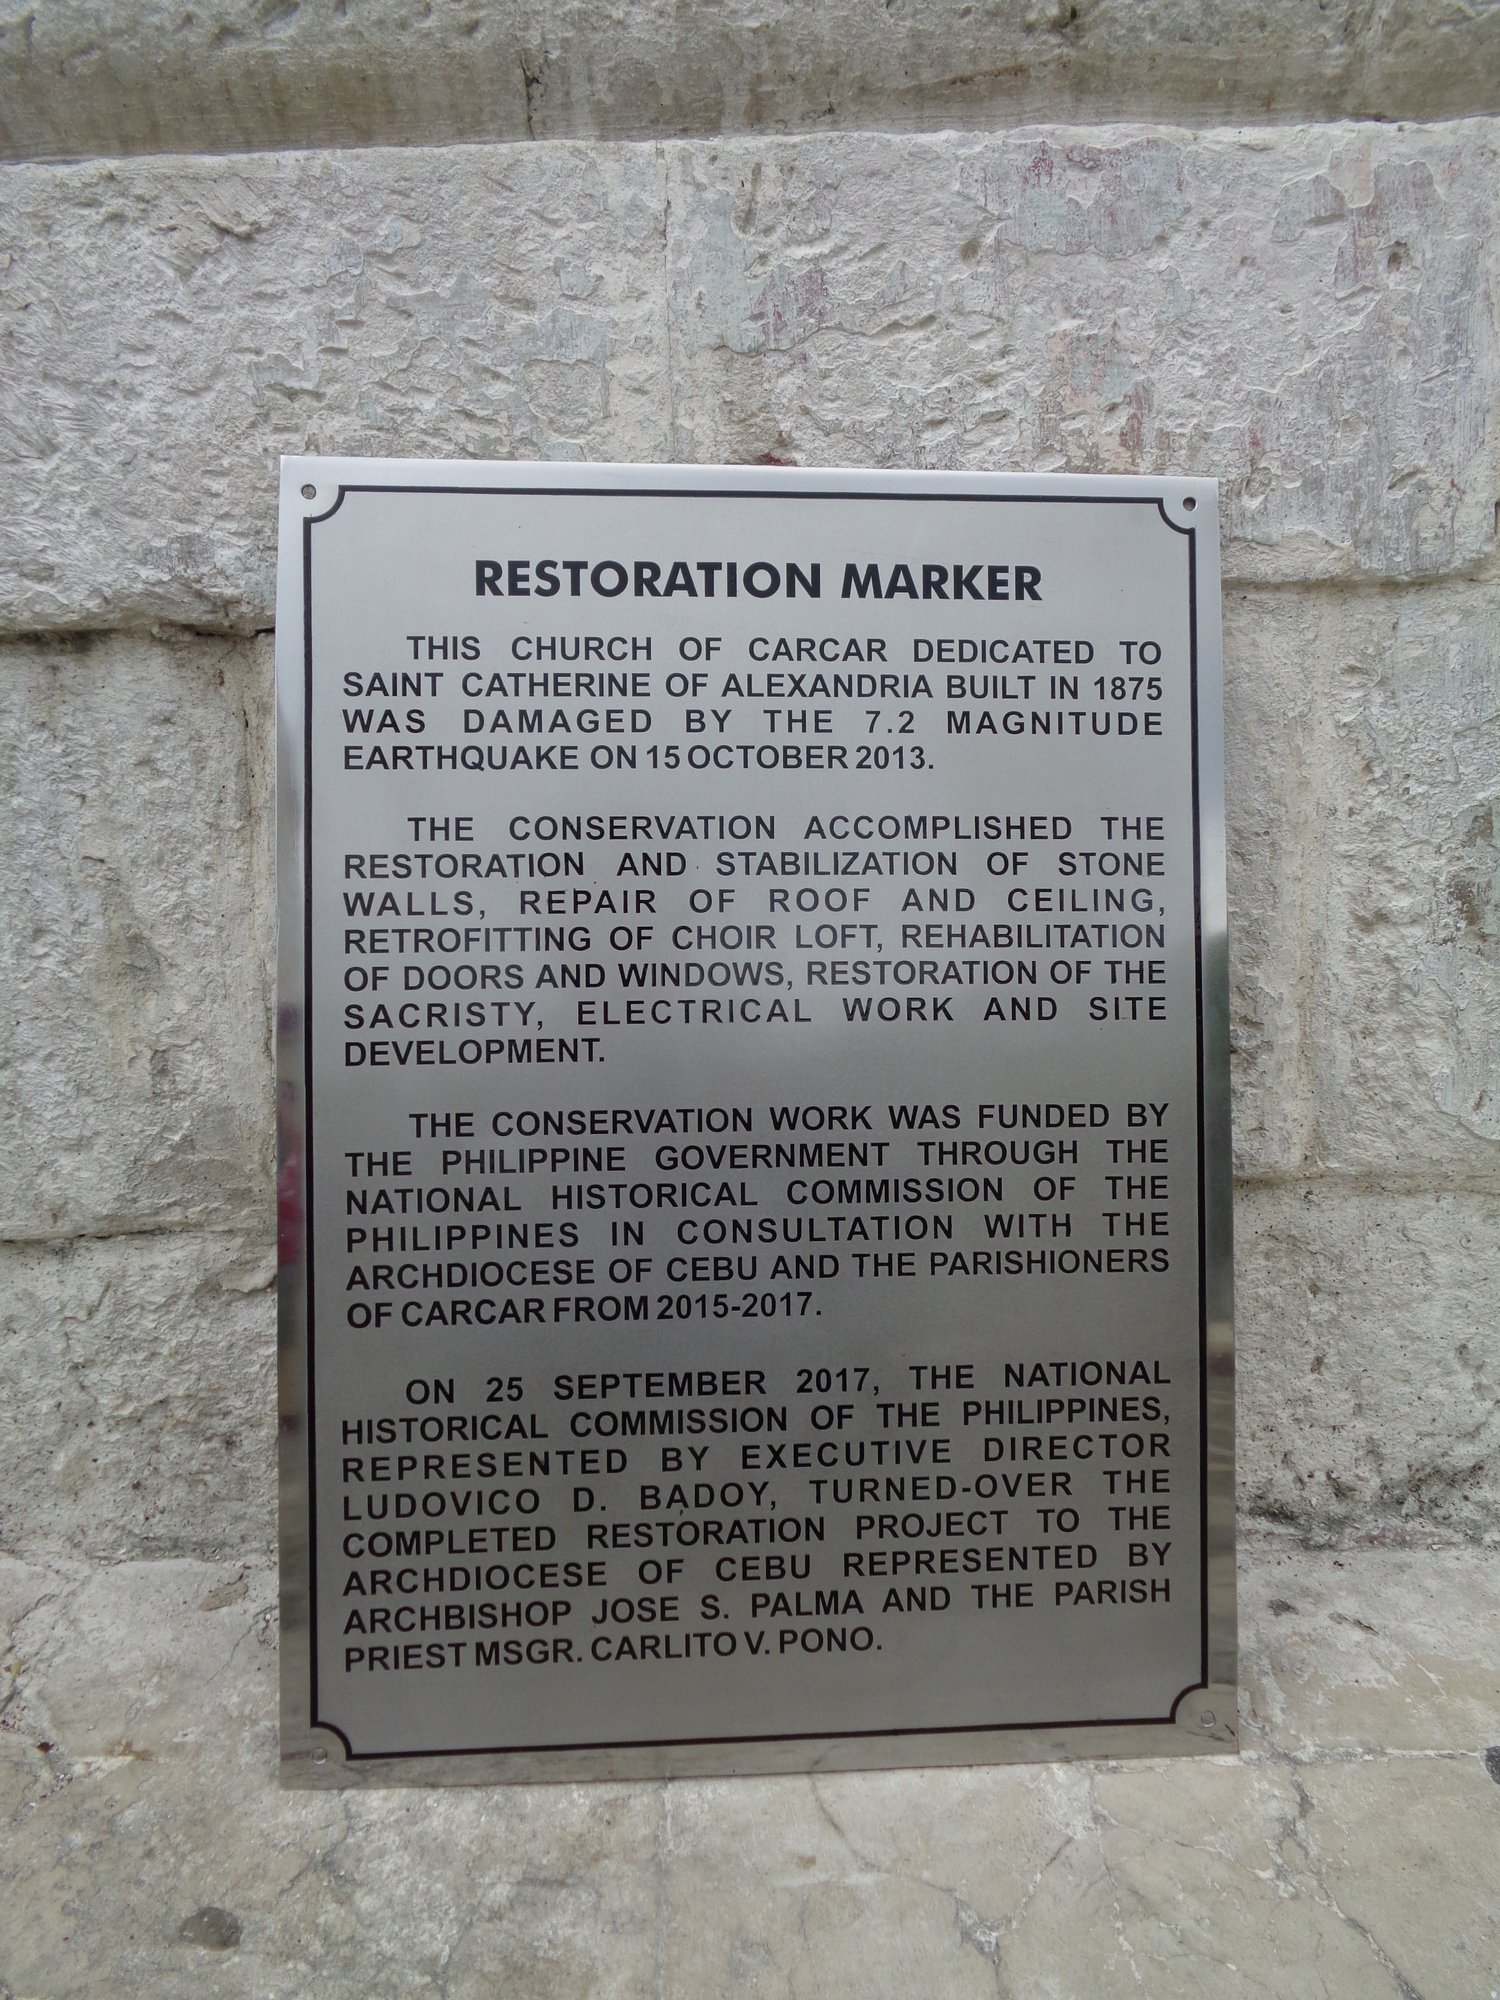 RESTORATION MARKER
THIS CHURCH OF CARCAR DEDICATED TO
SAINT CATHERINE OF ALEXANDRIA BUILT IN 1875
WAS DAMAGED BY THE 7.2 MAGNITUDE
EARTHQUAKE ON 15 OCTOBER 2013.
THE CONSERVATION ACCOMPLISHED THE
RESTORATION AND STABILIZATION OF STONE
WALLS, REPAIR OF ROOF AND CEILING,
RETROFITTING OF CHOIR LOFT, REHABILITATION
OF DOORS AND WINDOWS, RESTORATION OF THE
SACRISTY, ELECTRICAL WORK AND SITE
DEVELOPMENT.
THE CONSERVATION WORK WAS FUNDED BY
THE PHILIPPINE GOVERNMENT THROUGH THE
NATIONAL HISTORICAL COMMISSION OF THE
PHILIPPINES IN CONSULTATION WITH THE
ARCHDIOCESE OF CEBU AND THE PARISHIONERS
OF CARCAR FROM 2015-2017.
ON 25 SEPTEMBER 2017, THE NATIONAL
HISTORICAL COMMISSION OF THE PHILIPPINES,
REPRESENTED BY EXECUTIVE DIRECTOR
LUDOVICO D. BADOY, TURNED-OVER THE
COMPLETED RESTORATION PROJECT TO THE
ARCHDIOCESE OF CEBU REPRESENTED BY
ARCHBISHOP JOSE S. PALMA AND THE PARISH
PRIEST MSGR. CARLITO V. PONO.